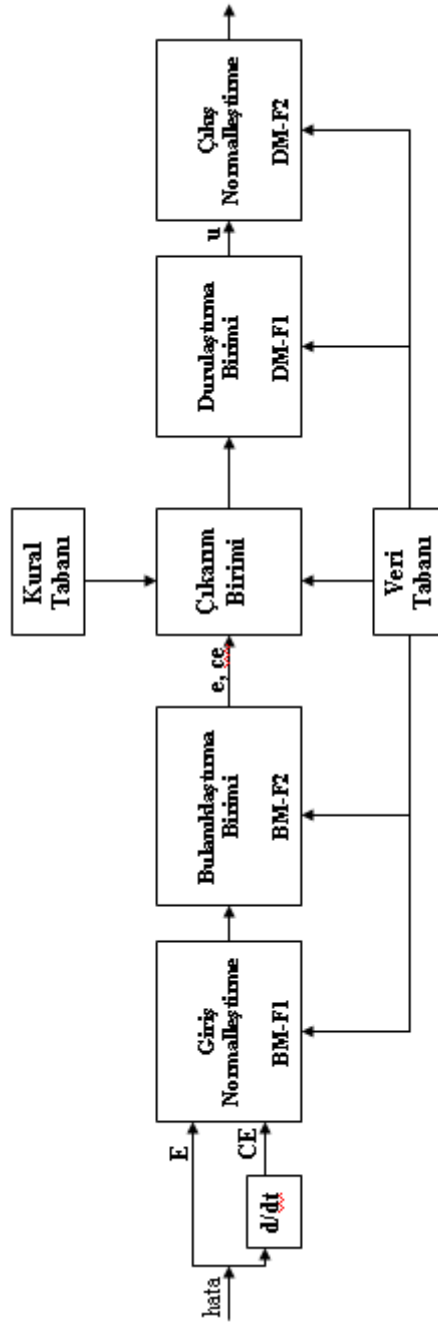 hata
E
CE
d/dt
Giriş
Normalleştirme
BM-F1
Bulanıklaştırma
Birimi
BM-F2
e, ce
Kural
Tabanı
Çıkarım
Birimi
Veri
Tabanı
Durulaştırma
Birimi
DM-F1
u
Çıkış
Normalleştirme
DM-F2